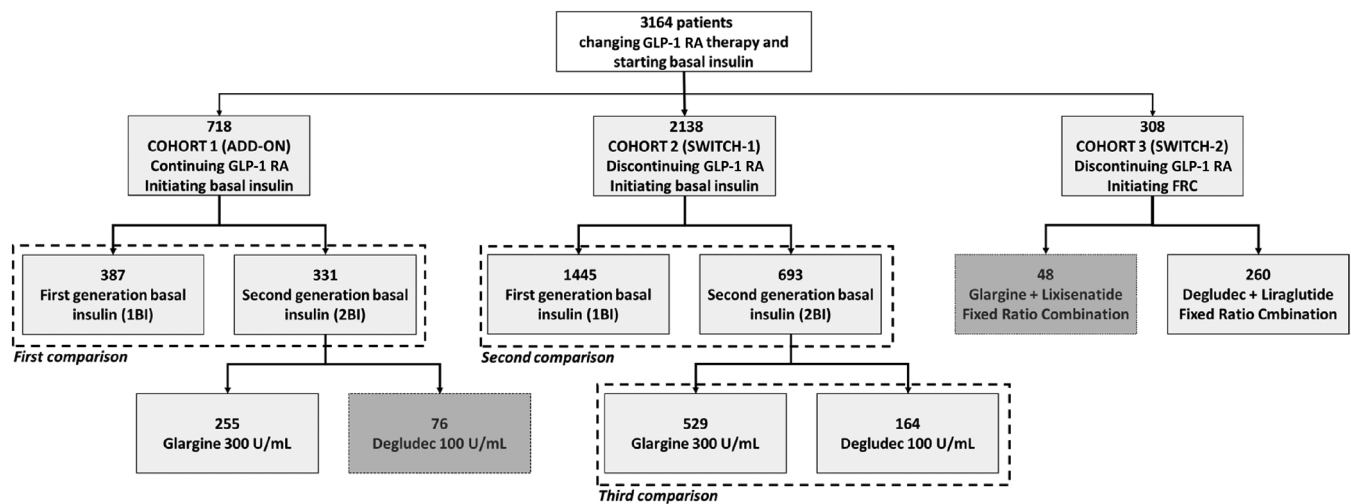 3164 patients
changing GLP-1 RA therapy and
starting basal insulin
718
COHORT 1 (ADD-ON)
Continuing GLP-1 RA
Initiating basal insulin
2138
COHORT 2 (SWITCH-1)
Discontinuing GLP-1 RA
Initiating basal insulin
308
COHORT 3 (SWITCH-2)
Discontinuing GLP-1 RA
Initiating FRC
387
First generation basal
insulin (1BI)
331
Second generation basal
insulin (2BI)
First comparison
1445
First generation basal
insulin (1BI)
693
Second generation basal
insulin (2BI)
Second comparison
48
Glargine + Lixisenatide
Fixed Ratio Combination
260
Degludec + Liraglutide
Fixed Ratio Cmbination
255
Glargine 300 U/mL
76
Degludec 100 U/mL
529
Glargine 300 U/mL
164
Degludec 100 U/mL
Third comparison